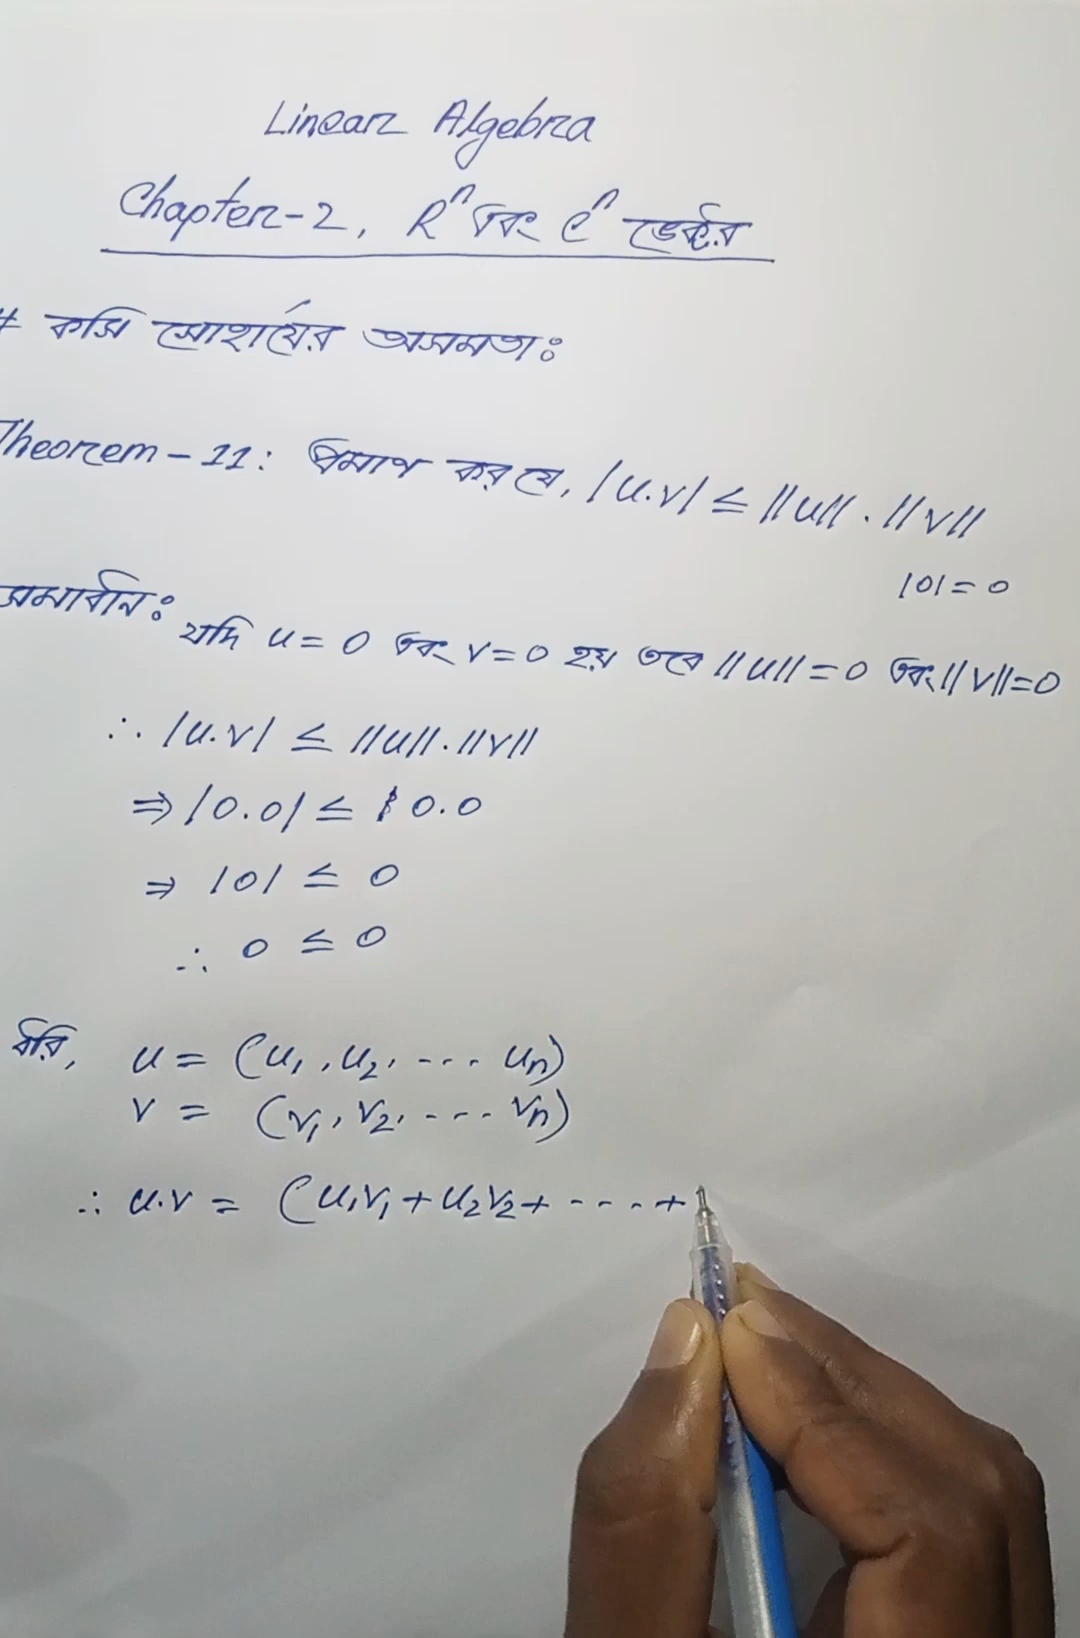 Linear Algebra
Chapter-2, Rⁿ এবং Cⁿ ভেক্টর
# কসি সোহার্যের অসমতা:
Theorem - 11: প্রমাণ কর যে, |u.v| ≤ ||u|| . ||v||
|0| = 0
সমাধান:
যদি u = 0 এবং v = 0 হয় তবে ||u|| = 0 এবং ||v|| = 0
∴ |u.v| ≤ ||u|| . ||v||
⇒ |0.0| ≤ 0.0
⇒ |0| ≤ 0
∴ 0 ≤ 0
ধরি, u = (u₁, u₂, ---- uₙ)
v = (v₁, v₂, ---- vₙ)
∴ u.v = (u₁v₁ + u₂v₂ + ---- +